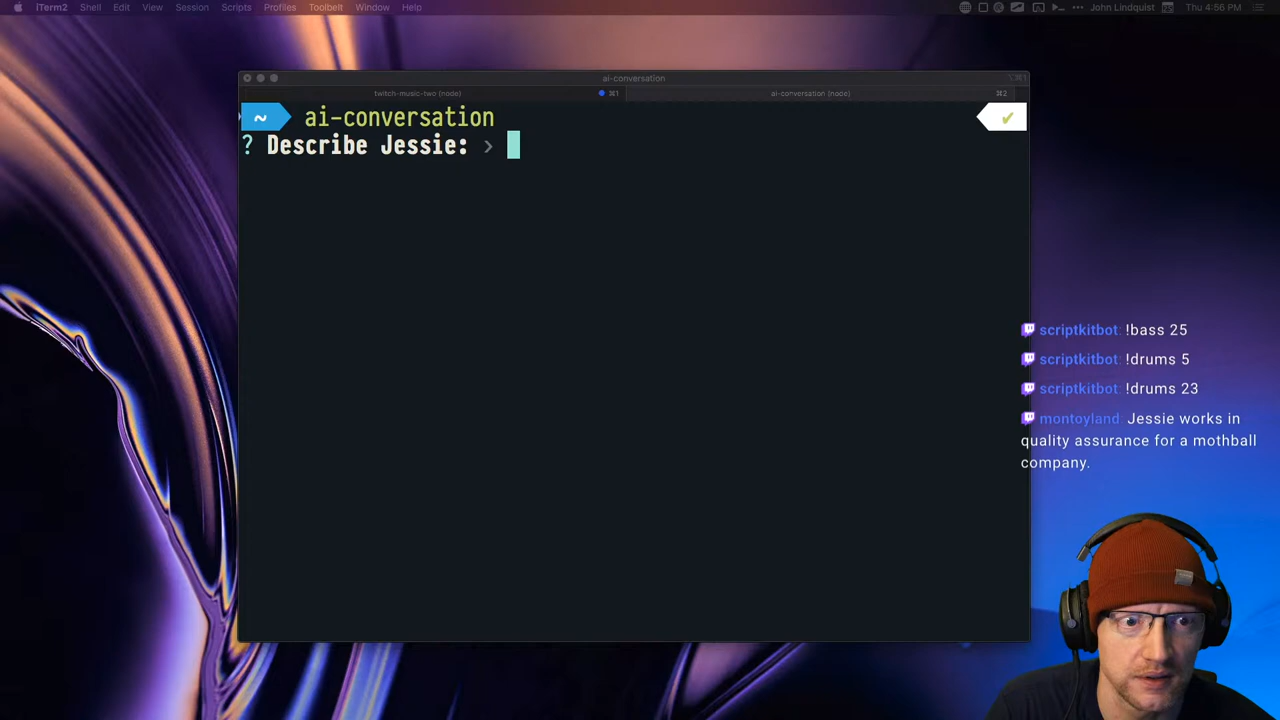 iTerm2 Shell Edit View Session Scripts Profiles Toolbelt Window Help John Lindquist Thu 4:56 PM
ai-conversation
twitch-music-two (node) ⌘1 ai-conversation (node) ⌘2
~ ai-conversation ✔
? Describe Jessie: ›
scriptkitbot: !bass 25
scriptkitbot: !drums 5
scriptkitbot: !drums 23
montoyland: Jessie works in
quality assurance for a mothball
company.